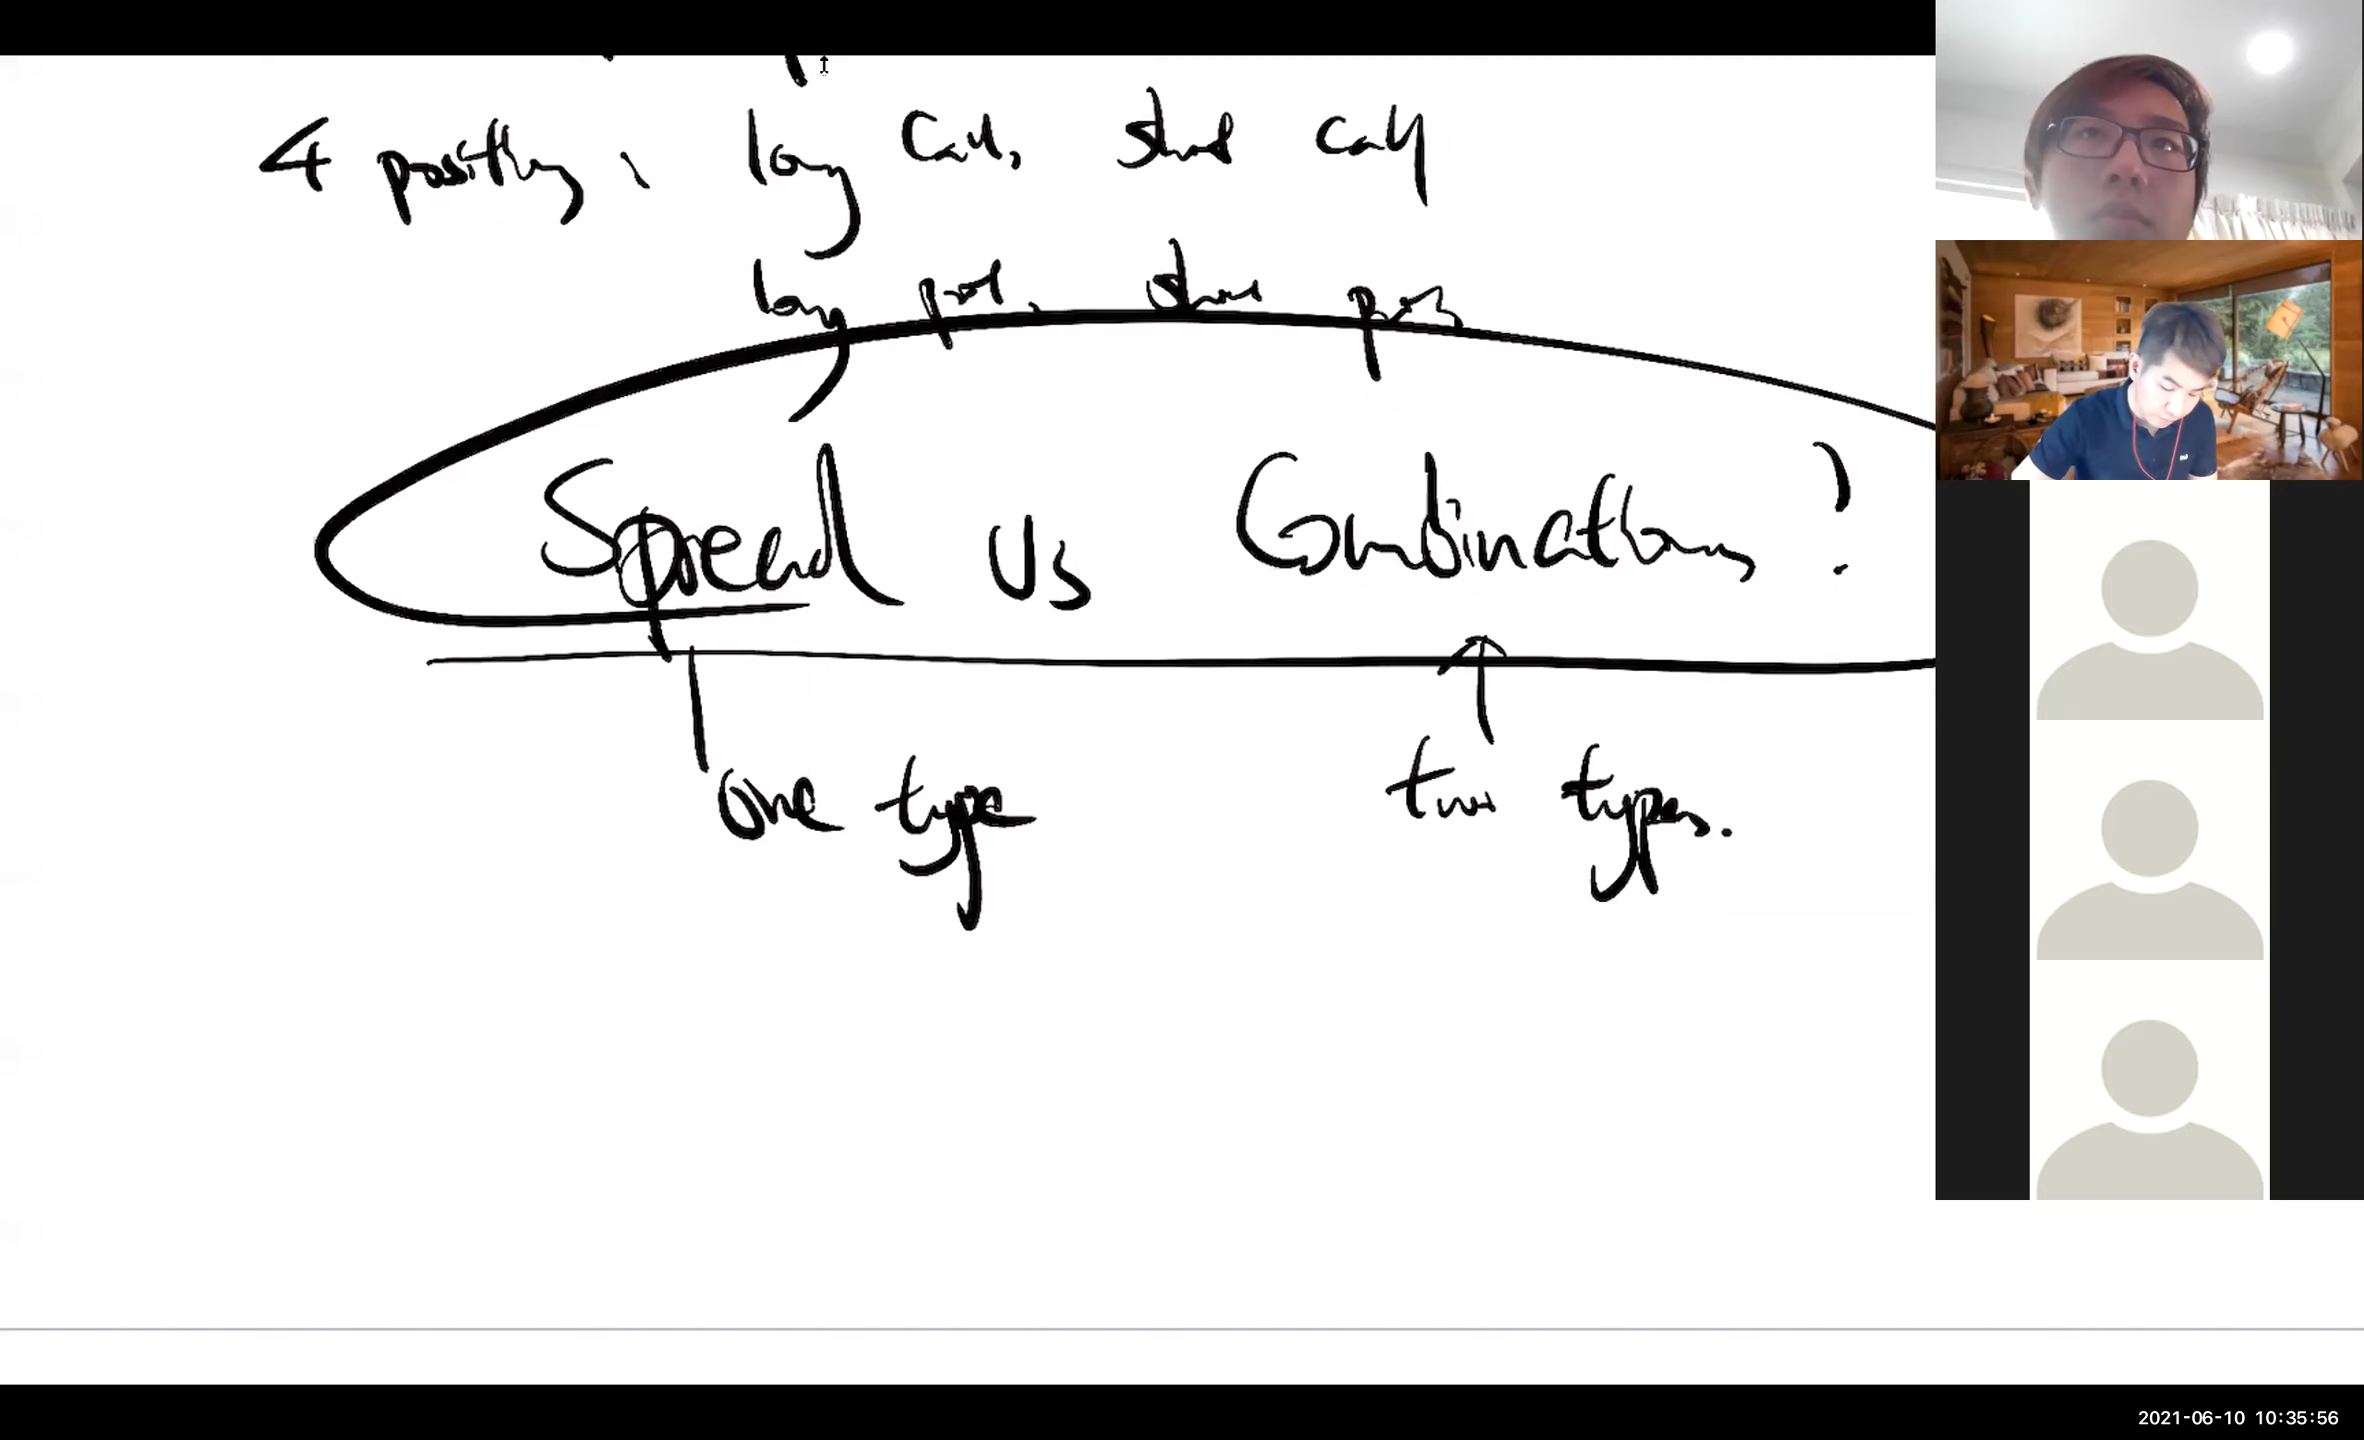 4 positions, long call, short call
long put, short put
Spread Vs Combinations?
one type two types.
2021-06-10 10:35:56